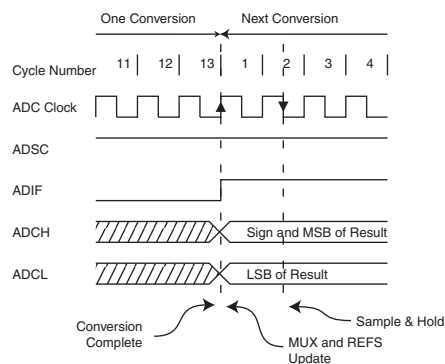 One Conversion Next Conversion
Cycle Number 11 12 13 1 2 3 4
ADC Clock
ADSC
ADIF
ADCH Sign and MSB of Result
ADCL LSB of Result
Sample & Hold
Conversion
Complete
MUX and REFS
Update